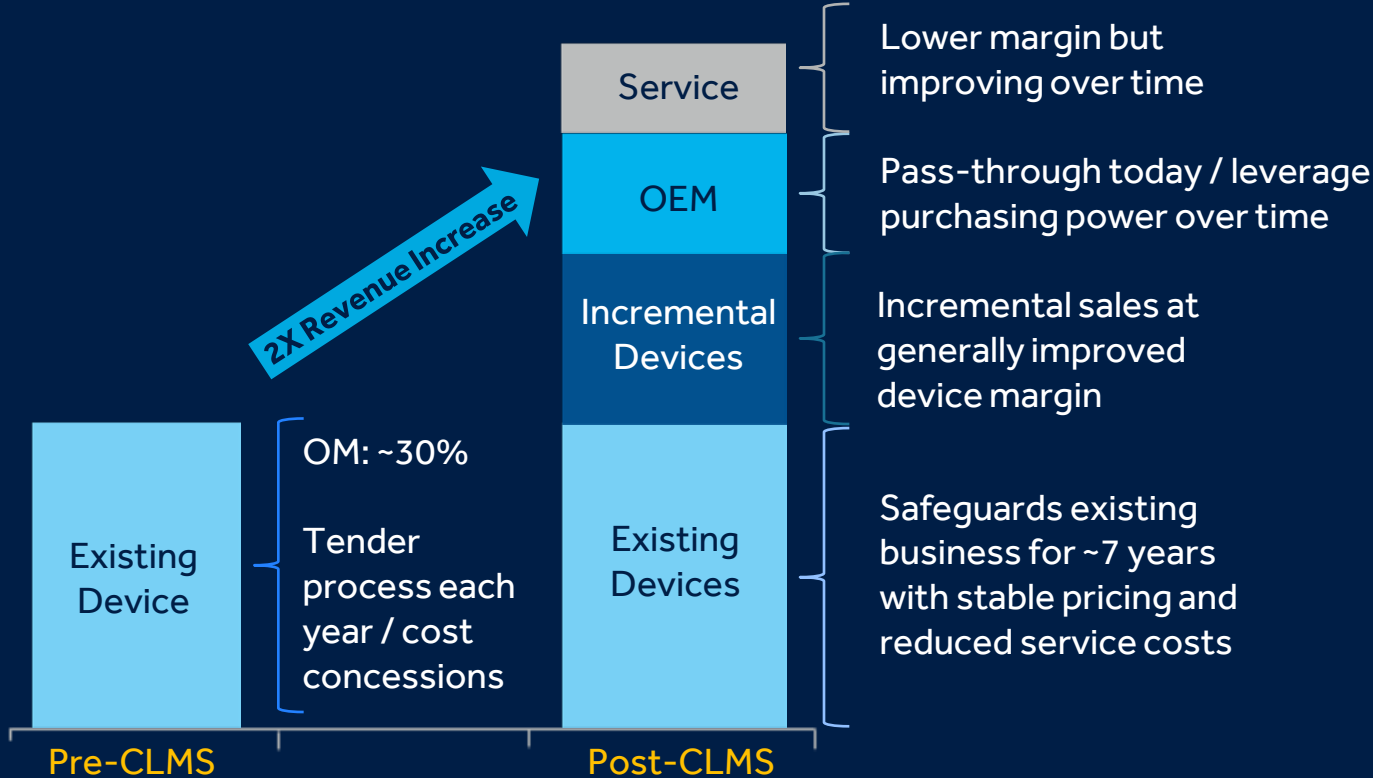 2X Revenue Increase
Existing
Device
OM: ~30%
Tender
process each
year / cost
concessions
Pre-CLMS
Service
OEM
Incremental
Devices
Existing
Devices
Post-CLMS
Lower margin but
improving over time
Pass-through today / leverage
purchasing power over time
Incremental sales at
generally improved
device margin
Safeguards existing
business for ~7 years
with stable pricing and
reduced service costs